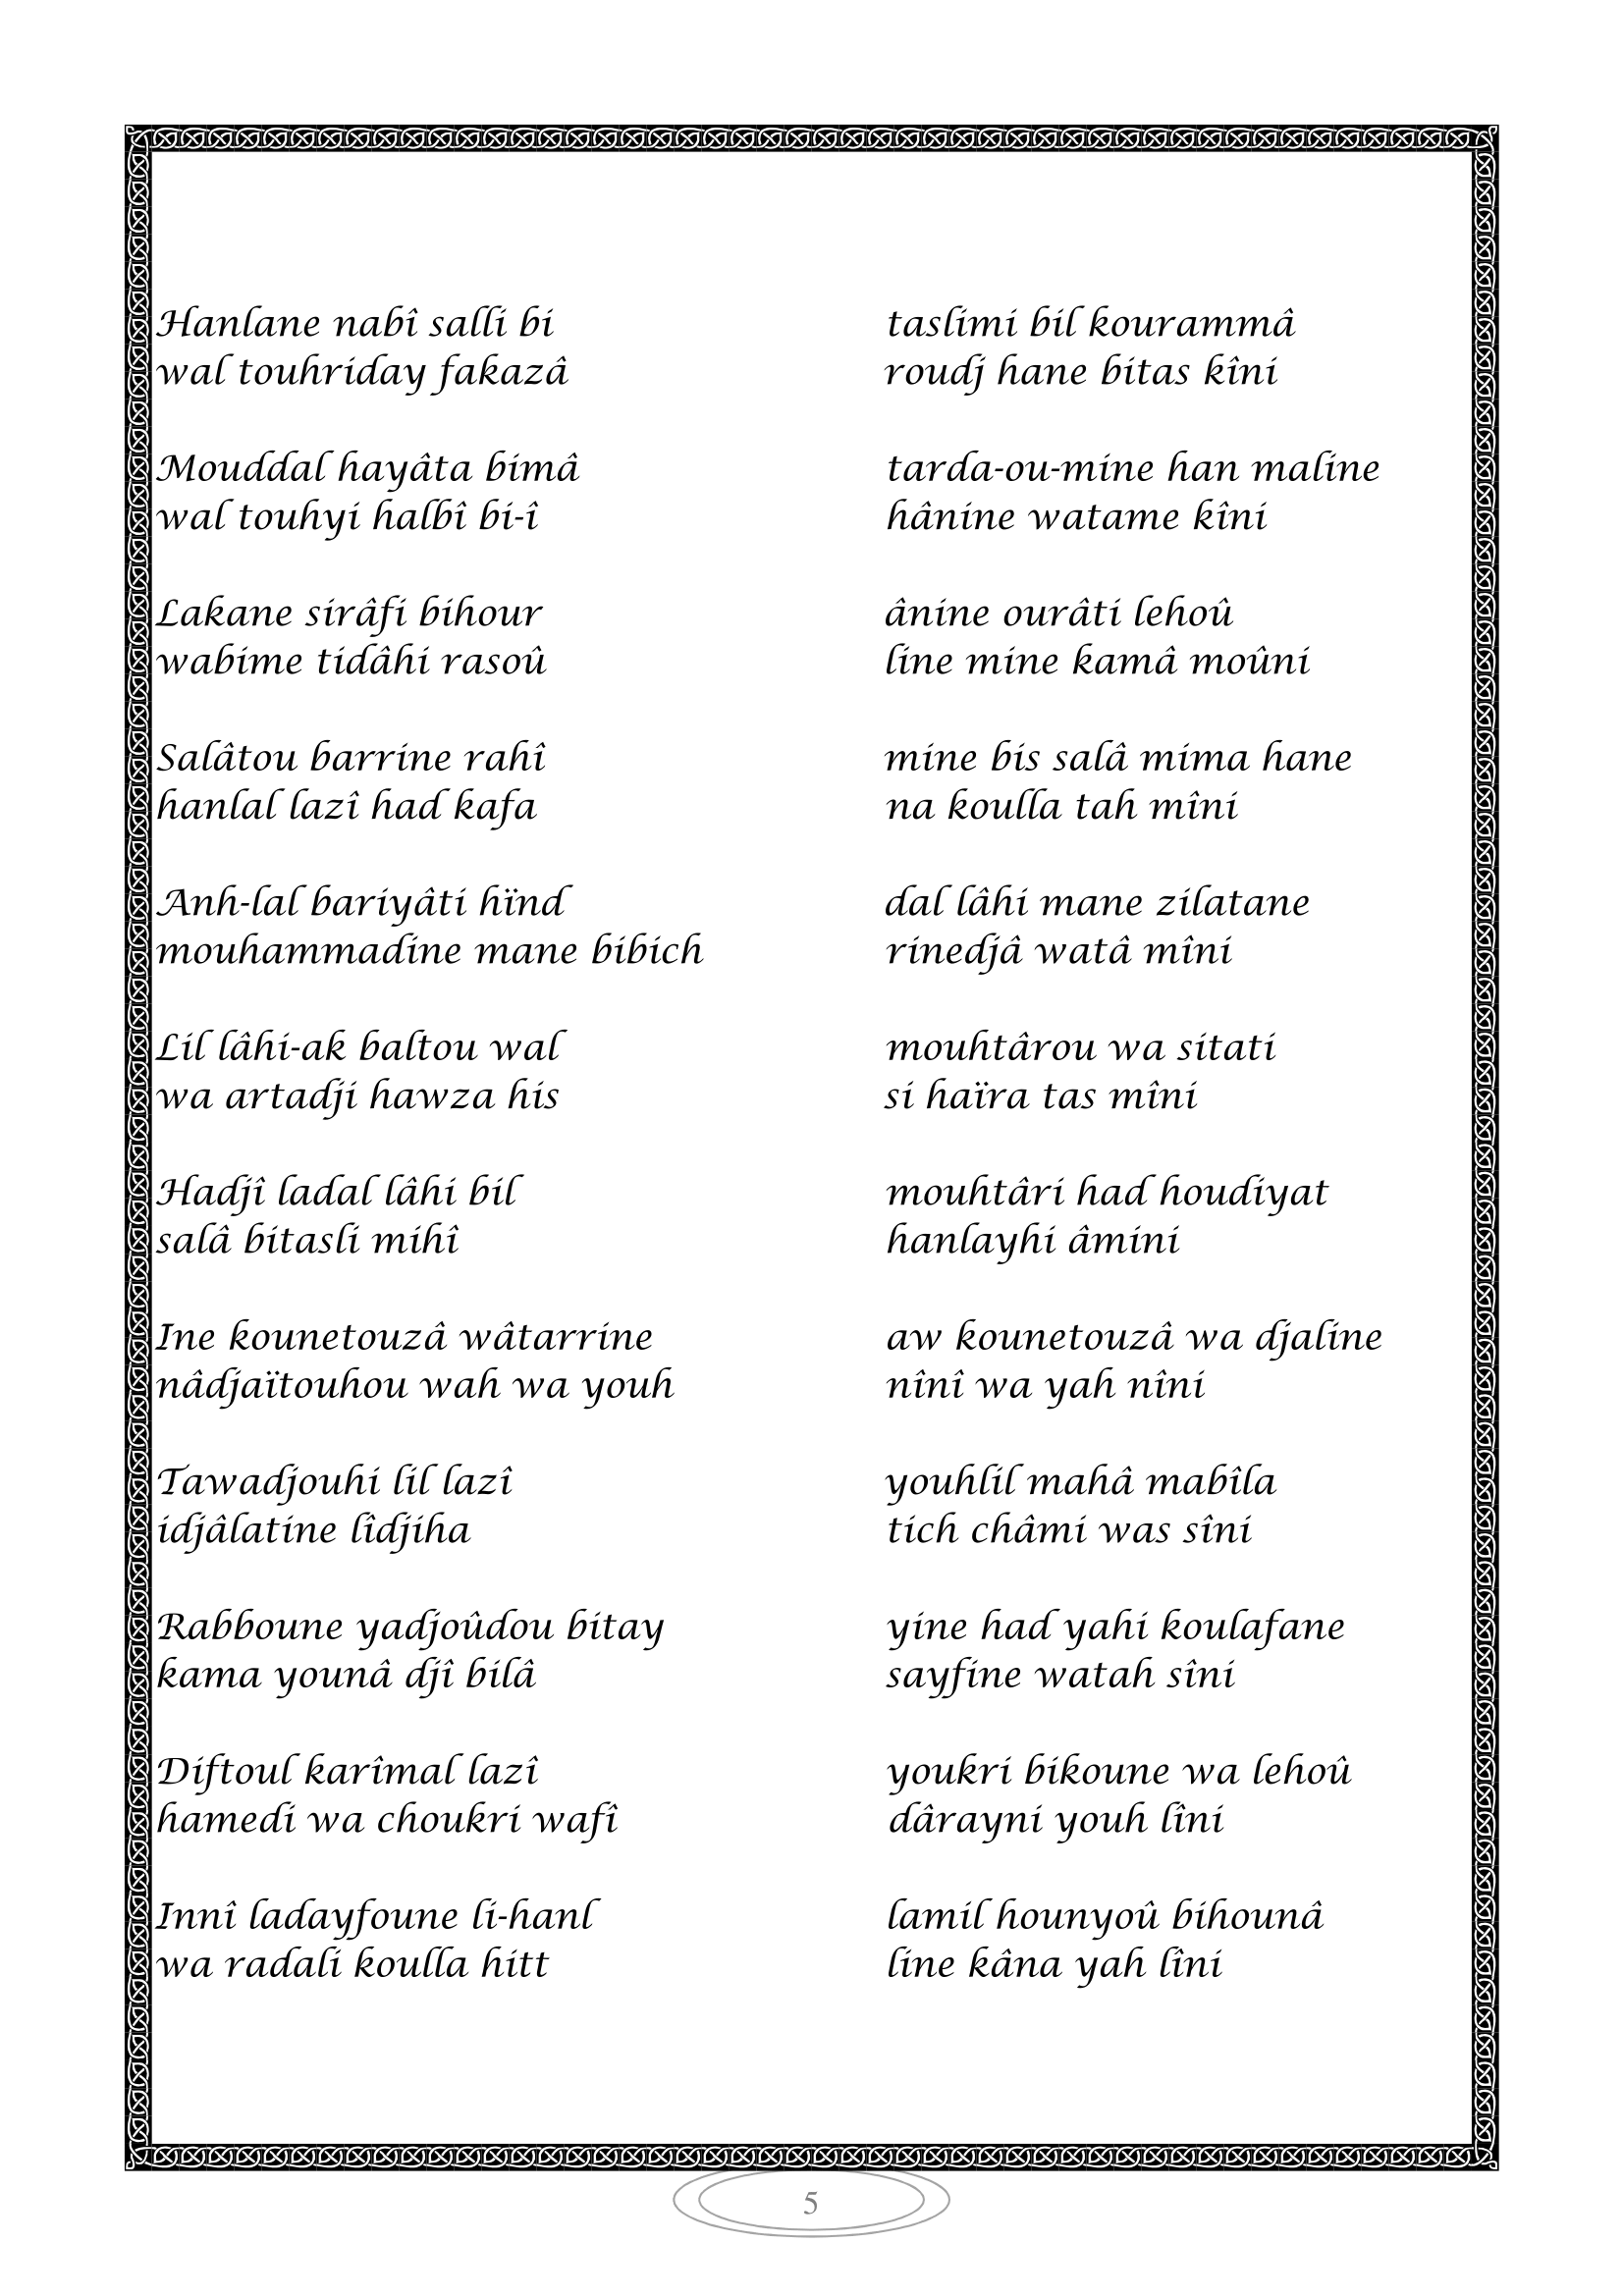 Hanlane nabî salli bi taslimi bil kourammâ
wal touhriday fakazâ roudj hane bitas kîni
Mouddal hayâta bimâ tarda-ou-mine han maline
wal touhyi halbî bi-î hânine watame kîni
Lakane sirâfi bihour ânine ourâti lehoû
wabime tidâhi rasoû line mine kamâ moûni
Salâtou barrine rahî mine bis salâ mima hane
hanlal lazî had kafa na koulla tah mîni
Anh-lal bariyâti hïnd dal lâhi mane zilatane
mouhammadine mane bibich rinedjâ watâ mîni
Lil lâhi-ak baltou wal mouhtârou wa sitati
wa artadji hawza his si haïra tas mîni
Hadjî ladal lâhi bil mouhtâri had houdiyat
salâ bitasli mihî hanlayhi âmini
Ine kounetouzâ wâtarrine aw kounetouzâ wa djaline
nâdjaïtouhou wah wa youh nînî wa yah nîni
Tawadjouhi lil lazî youhlil mahâ mabîla
idjâlatine lîdjiha tich châmi was sîni
Rabboune yadjoûdou bitay yine had yahi koulafane
kama younâ djî bilâ sayfine watah sîni
Diftoul karîmal lazî youkri bikoune wa lehoû
hamedi wa choukri wafî dârayni youh lîni
Innî ladayfoune li-hanl lamil hounyoû bihounâ
wa radali koulla hitt line kâna yah lîni
5